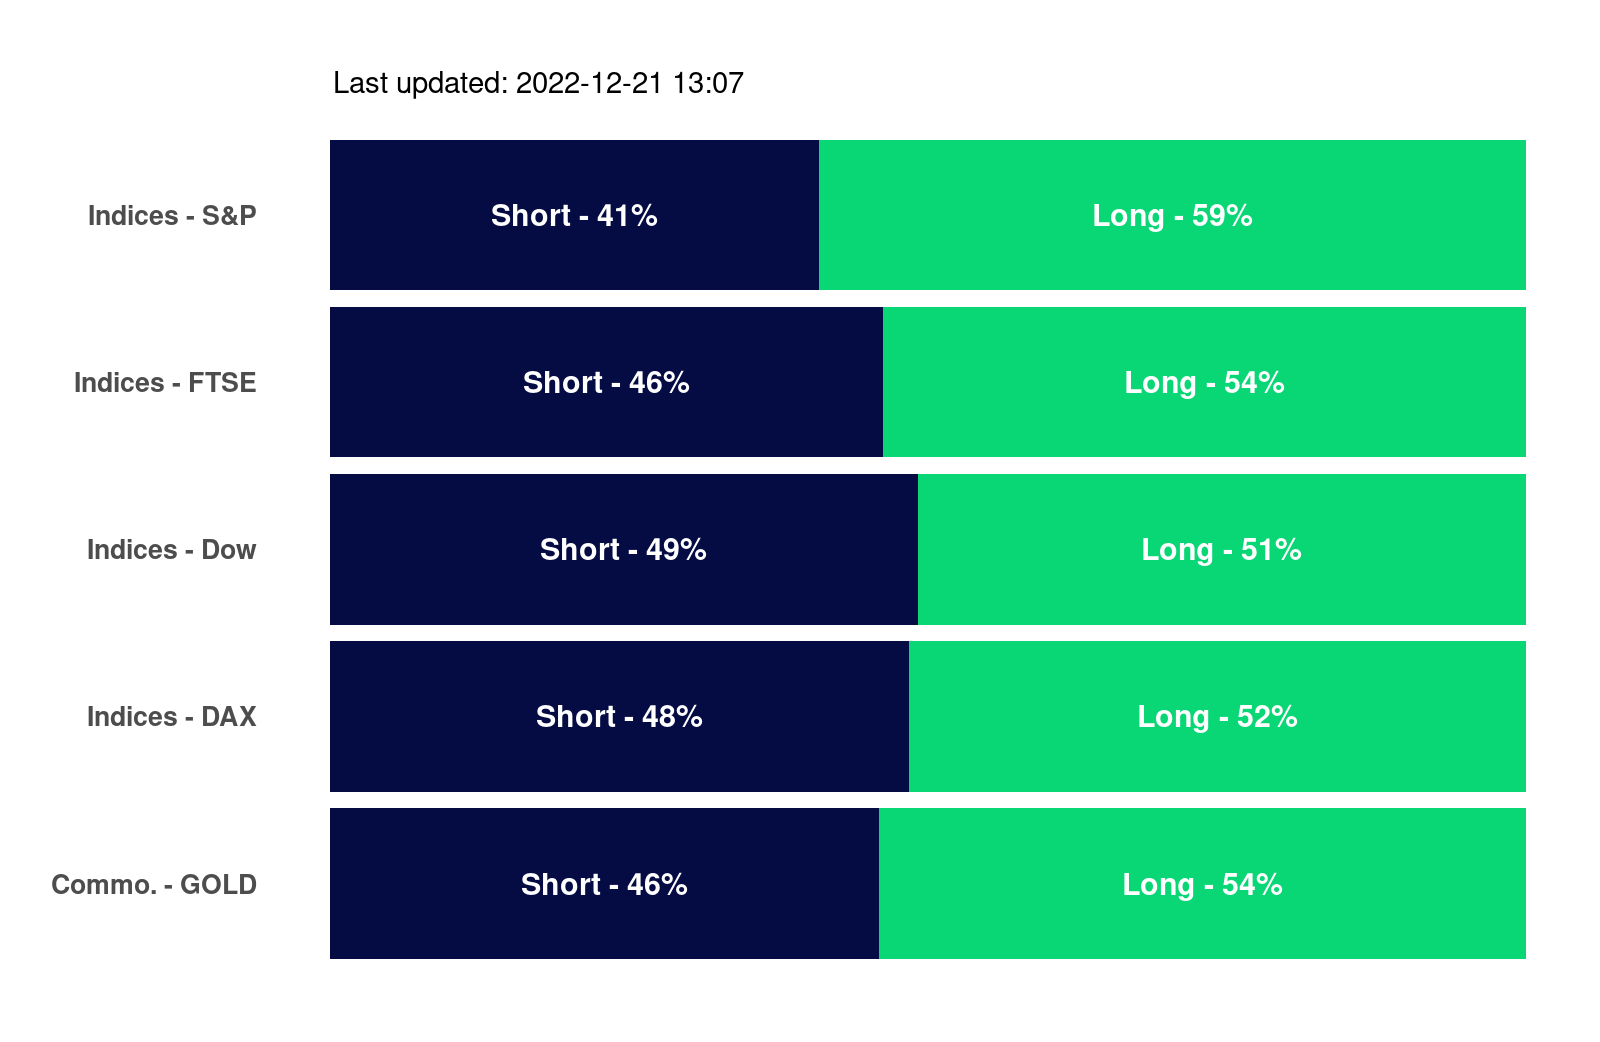 Last updated: 2022-12-21 13:07
Indices - S&P Short - 41% Long - 59%
Indices - FTSE Short - 46% Long - 54%
Indices - Dow Short - 49% Long - 51%
Indices - DAX Short - 48% Long - 52%
Commo. - GOLD Short - 46% Long - 54%